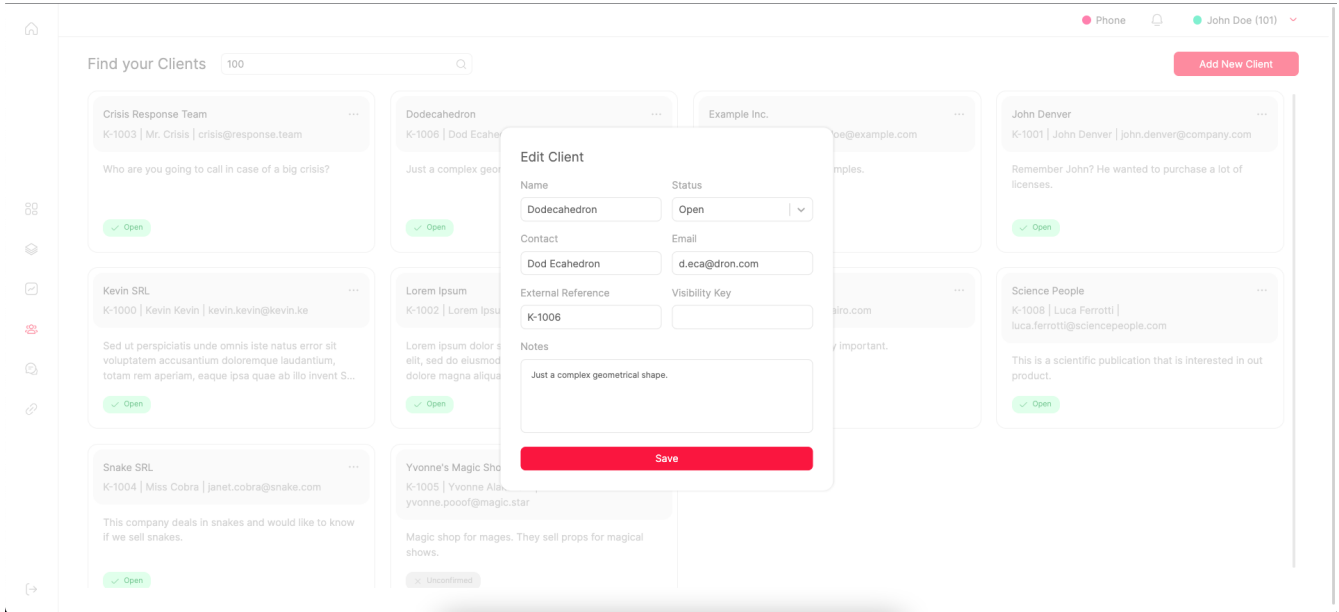 Phone
John Doe (101)
Find your Clients
100
Add New Client
Crisis Response Team
K-1003 | Mr. Crisis | crisis@response.team
Who are you going to call in case of a big crisis?
Open
Dodecahedron
K-1006 | Dod Ecahe
Just a complex geor
Open
Example Inc.
oe@example.com
mples.
John Denver
K-1001 | John Denver | john.denver@company.com
Remember John? He wanted to purchase a lot of
licenses.
Open
Edit Client
Name
Status
Dodecahedron
Open
Contact
Email
Dod Ecahedron
d.eca@dron.com
External Reference
Visibility Key
K-1006
Notes
Just a complex geometrical shape.
Save
Kevin SRL
K-1000 | Kevin Kevin | kevin.kevin@kevin.ke
Sed ut perspiciatis unde omnis iste natus error sit
voluptatem accusantium doloremque laudantium,
totam rem aperiam, eaque ipsa quae ab illo invent S...
Open
Lorem Ipsum
K-1002 | Lorem Ipsu
Lorem ipsum dolor s
elit, sed do eiusmod
dolore magna aliqua
Open
airo.com
y important.
Science People
K-1008 | Luca Ferrotti |
luca.ferrotti@sciencepeople.com
This is a scientific publication that is interested in out
product.
Open
Snake SRL
K-1004 | Miss Cobra | janet.cobra@snake.com
This company deals in snakes and would like to know
if we sell snakes.
Open
Yvonne's Magic Sho
K-1005 | Yvonne
yvonne.pooof@magic.star
Magic shop for mages. They sell props for magical
shows.
Unconfirmed